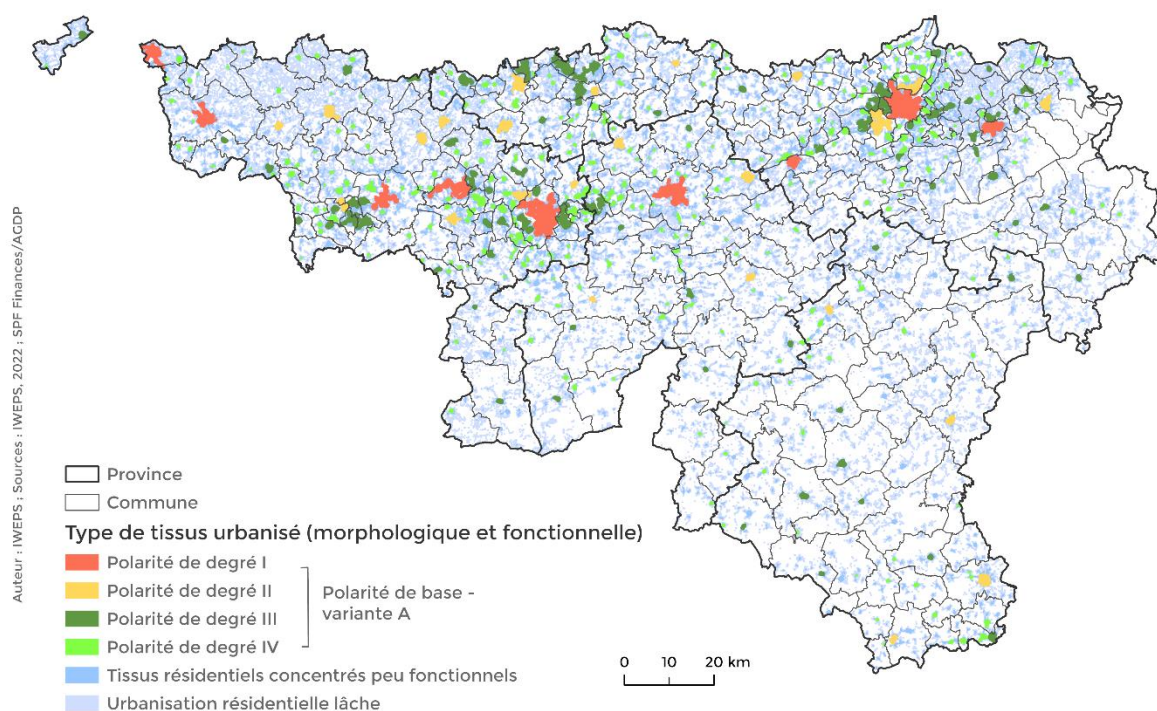 Auteur : IWEPS ; Sources : IWEPS, 2022 ; SPF Finances/AGDP
Province
Commune
Type de tissus urbanisé (morphologique et fonctionnelle)
Polarité de degré I
Polarité de degré II
Polarité de degré III
Polarité de degré IV
Polarité de base -
variante A
Tissus résidentiels concentrés peu fonctionnels
Urbanisation résidentielle lâche
0 10 20 km